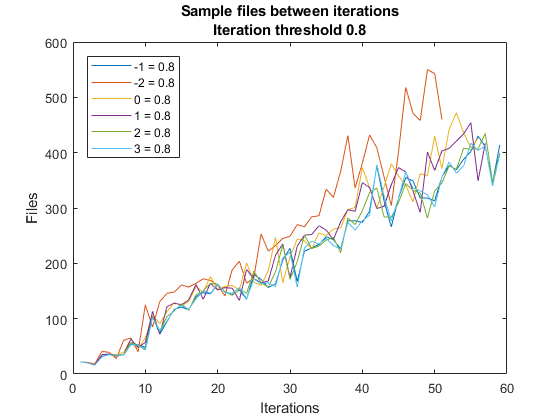 Sample files between iterations
Iteration threshold 0.8
600
500
400
300
200
100
0
-1 = 0.8
-2 = 0.8
0 = 0.8
1 = 0.8
2 = 0.8
3 = 0.8
Files
0 10 20 30 40 50 60
Iterations